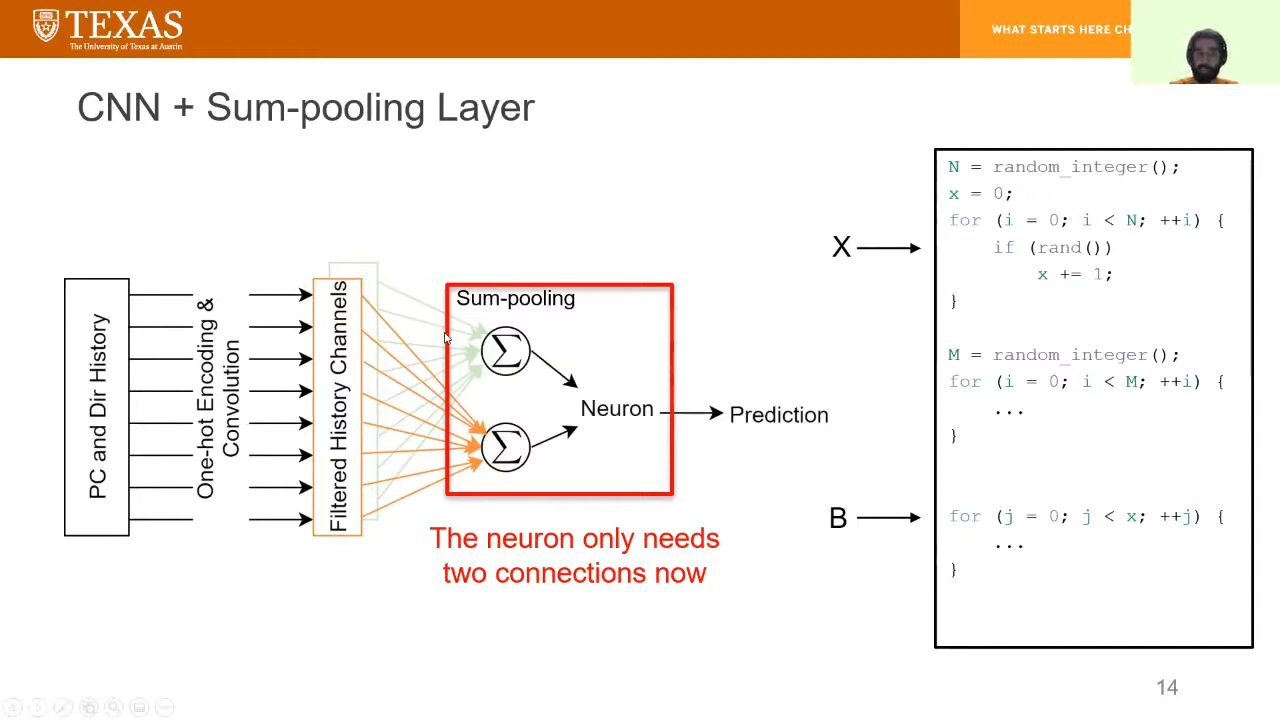 TEXAS
The University of Texas at Austin
WHAT STARTS HERE CH
CNN + Sum-pooling Layer
PC and Dir History
One-hot Encoding &
Convolution
Filtered History Channels
Sum-pooling
Σ
Σ
Neuron
Prediction
The neuron only needs
two connections now
X
B
N = random_integer();
x = 0;
for (i = 0; i < N; ++i) {
if (rand())
x += 1;
}
M = random_integer();
for (i = 0; i < M; ++i) {
...
}
for (j = 0; j < x; ++j) {
...
}
14